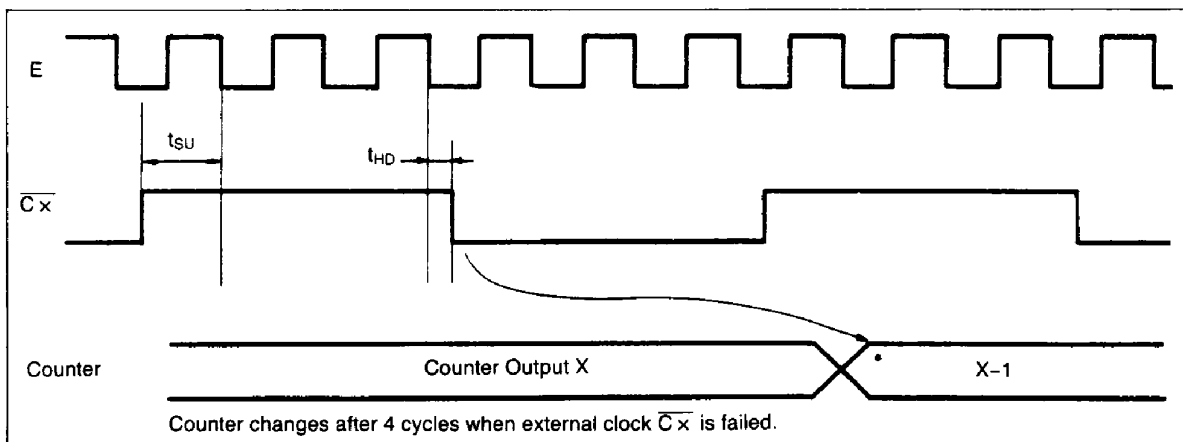 E
tSU
tHD
C̅x̅
Counter
Counter Output X
X–1
Counter changes after 4 cycles when external clock C̅x̅ is failed.